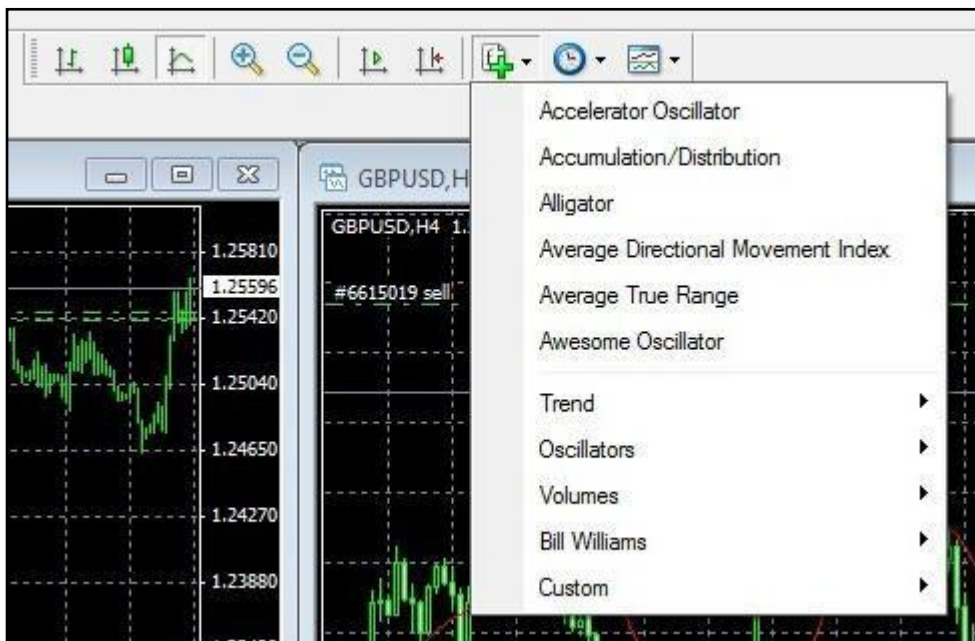 Accelerator Oscillator
Accumulation/Distribution
Alligator
Average Directional Movement Index
Average True Range
Awesome Oscillator
Trend
Oscillators
Volumes
Bill Williams
Custom
GBPUSD,H
GBPUSD,H4 1.
#6615019 sell
1.25810
1.25596
1.25420
1.25040
1.24650
1.24270
1.23880